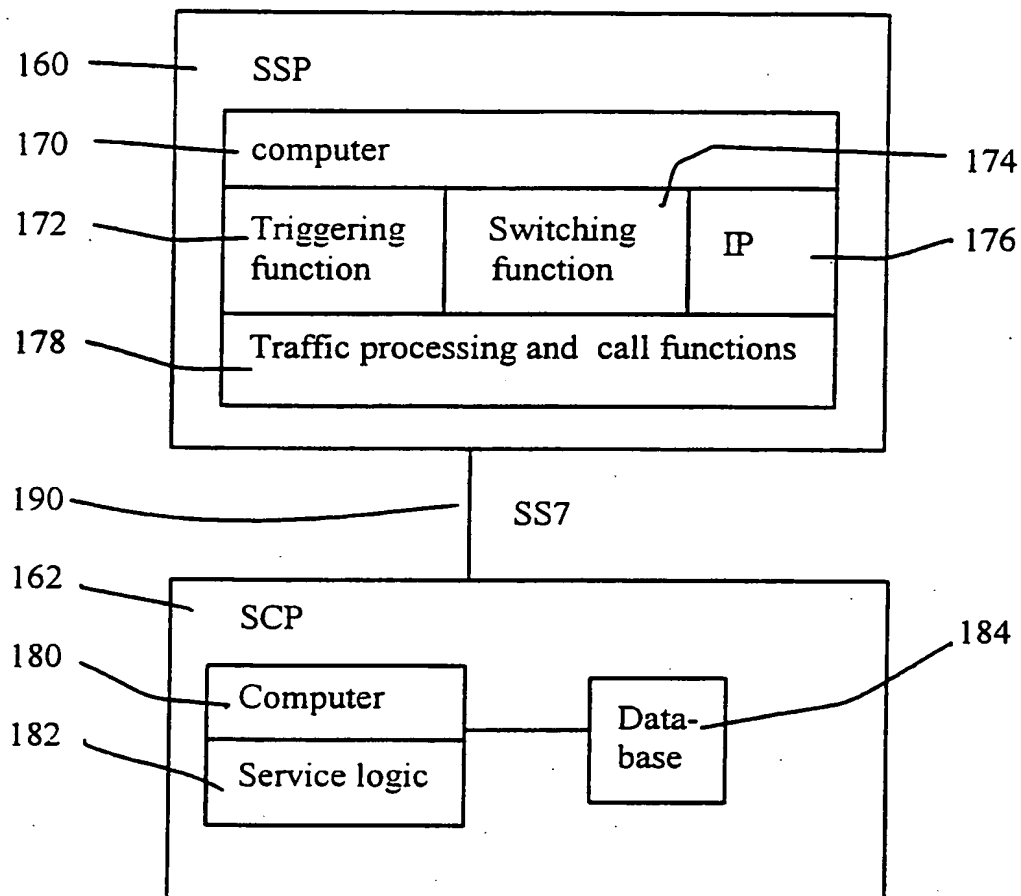 160
SSP
170
computer
174
172
Triggering
function
Switching
function
IP
176
178
Traffic processing and call functions
190
SS7
162
SCP
180
Computer
184
Data-
base
182
Service logic